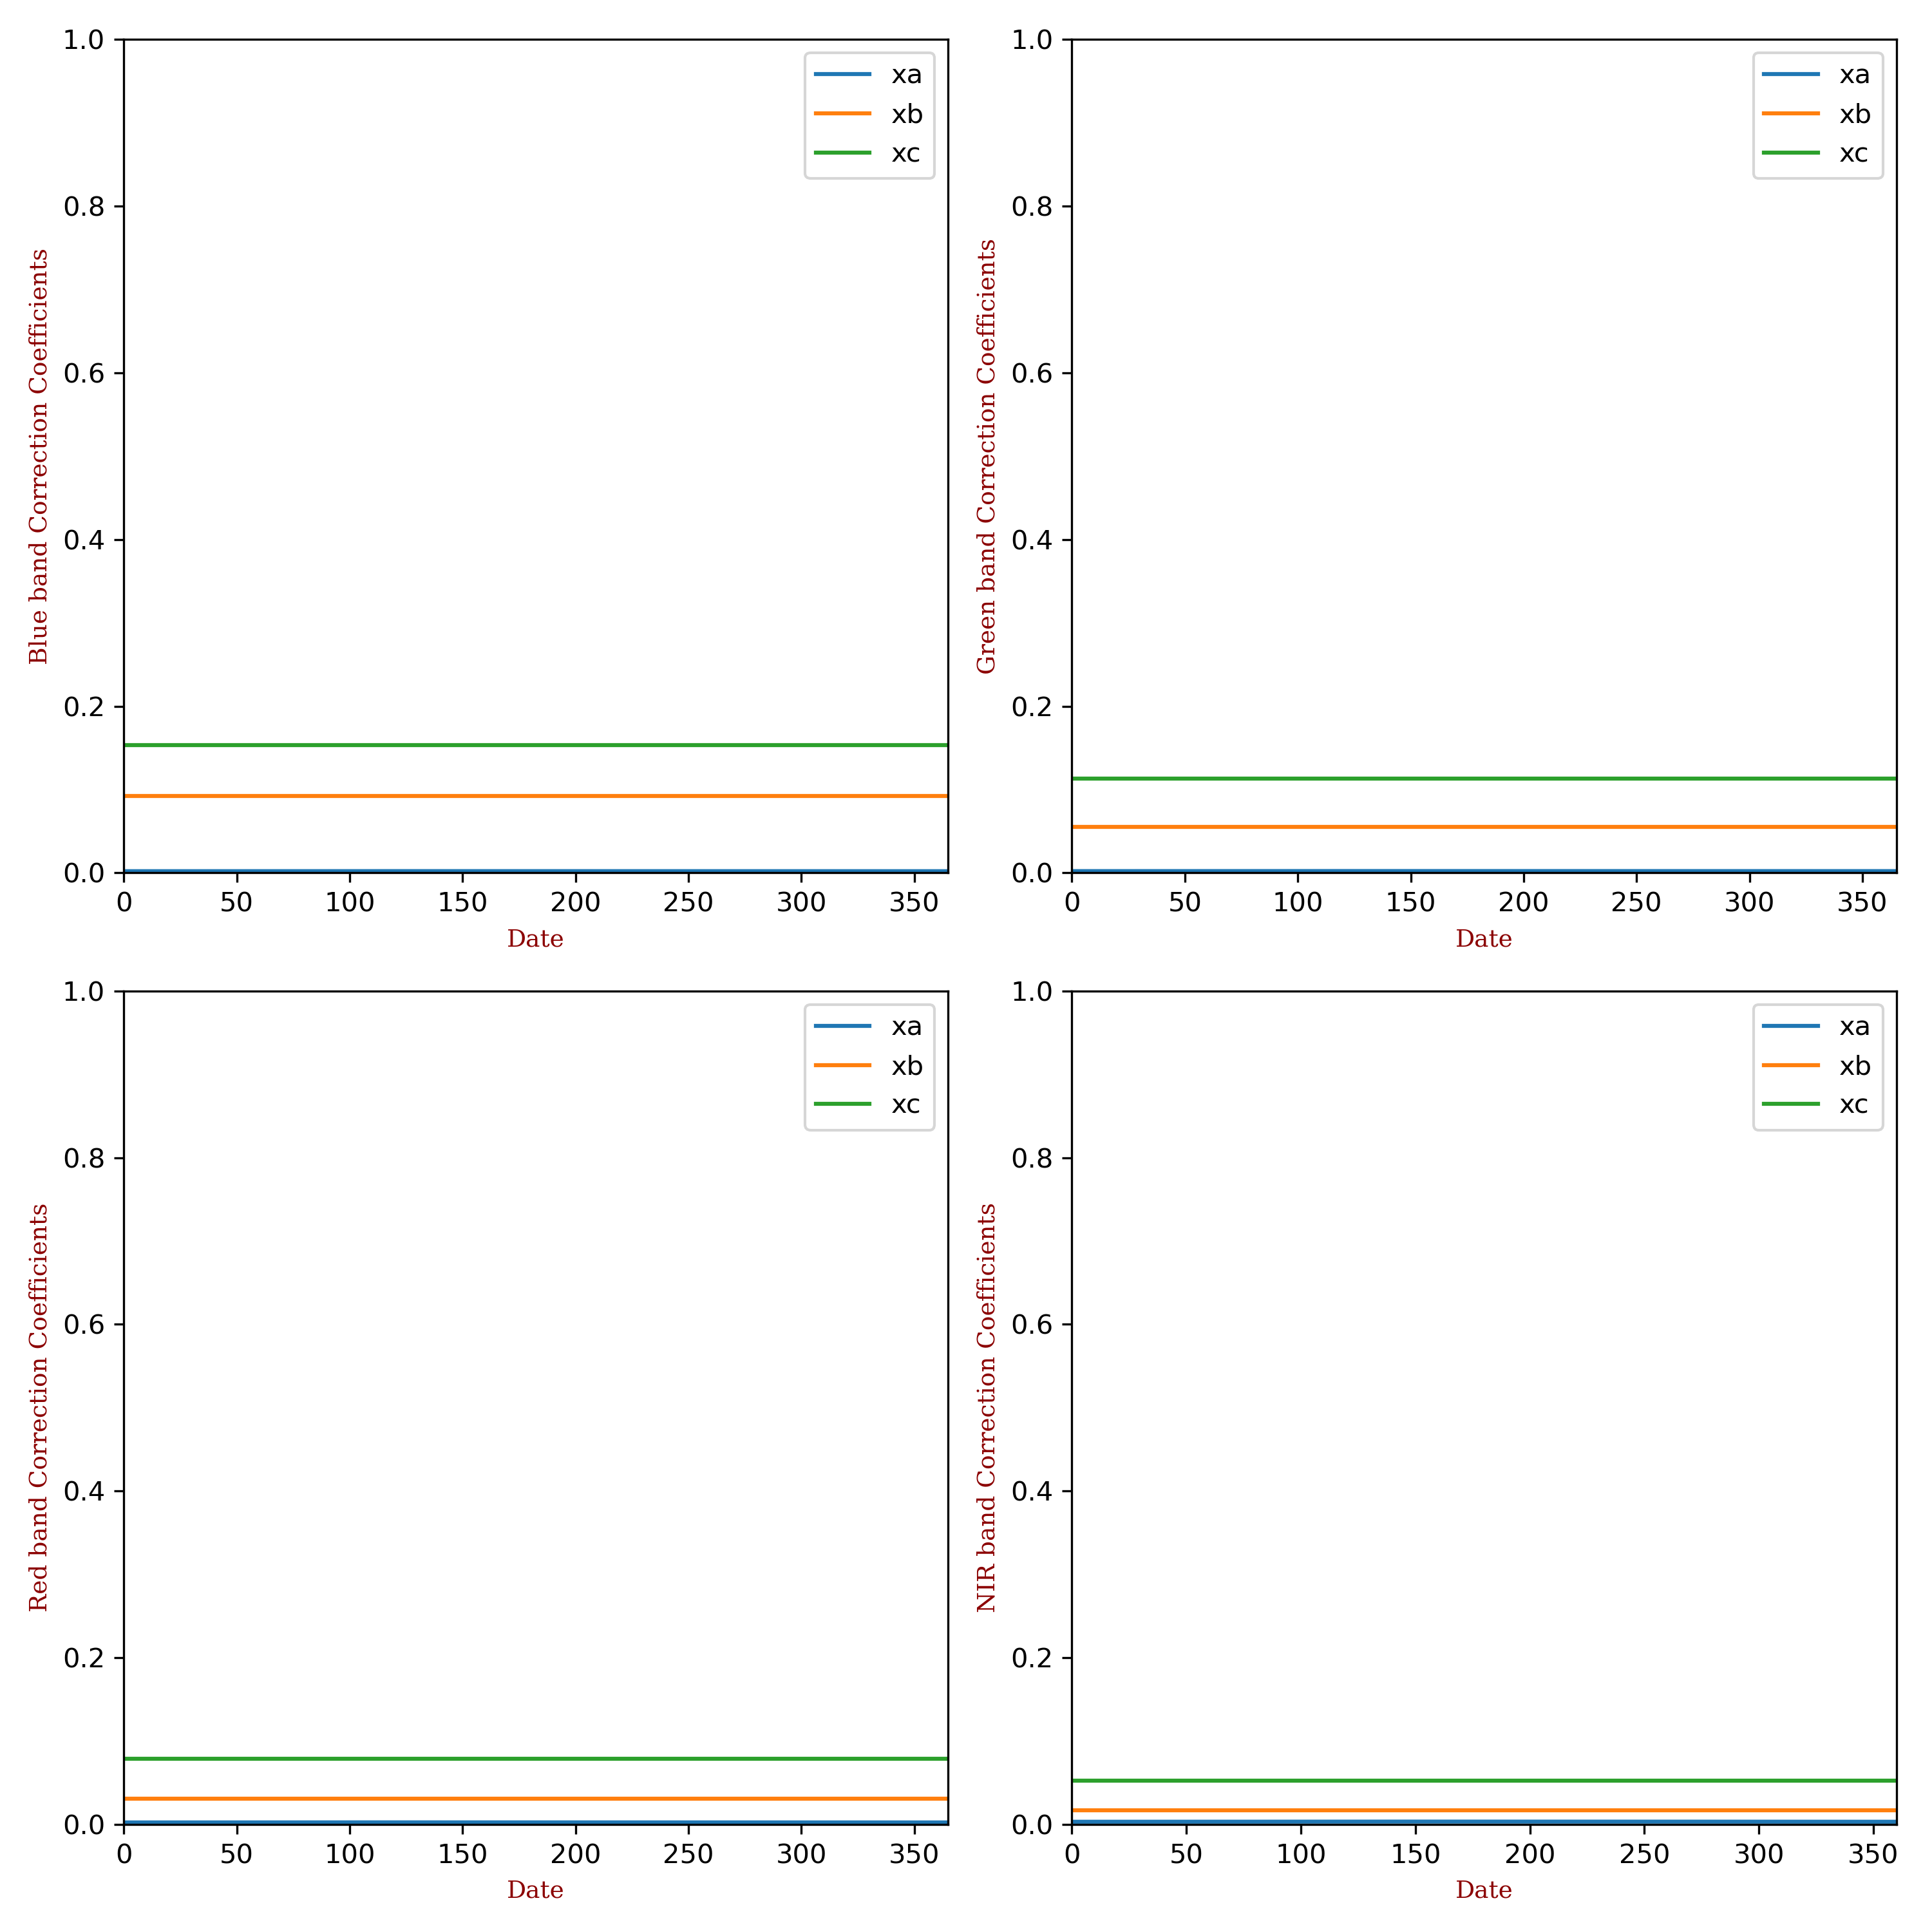 Blue band Correction Coefficients
1.0
0.8
0.6
0.4
0.2
0.0
xa
xb
xc
0 50 100 150 200 250 300 350
Date
Green band Correction Coefficients
1.0
0.8
0.6
0.4
0.2
0.0
xa
xb
xc
0 50 100 150 200 250 300 350
Date
Red band Correction Coefficients
1.0
0.8
0.6
0.4
0.2
0.0
xa
xb
xc
0 50 100 150 200 250 300 350
Date
NIR band Correction Coefficients
1.0
0.8
0.6
0.4
0.2
0.0
xa
xb
xc
0 50 100 150 200 250 300 350
Date